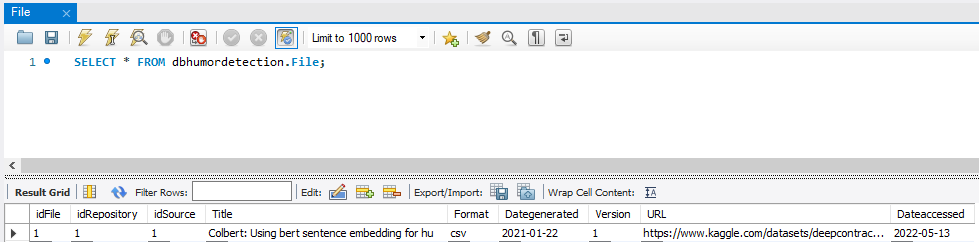 File
Limit to 1000 rows
1 SELECT * FROM dbhumordetection.File;
Result Grid Filter Rows: Edit: Export/Import: Wrap Cell Content:
idFile idRepository idSource Title Format Dategenerated Version URL Dateaccessed
1 1 1 Colbert: Using bert sentence embedding for hu csv 2021-01-22 1 https://www.kaggle.com/datasets/deepcontrac... 2022-05-13